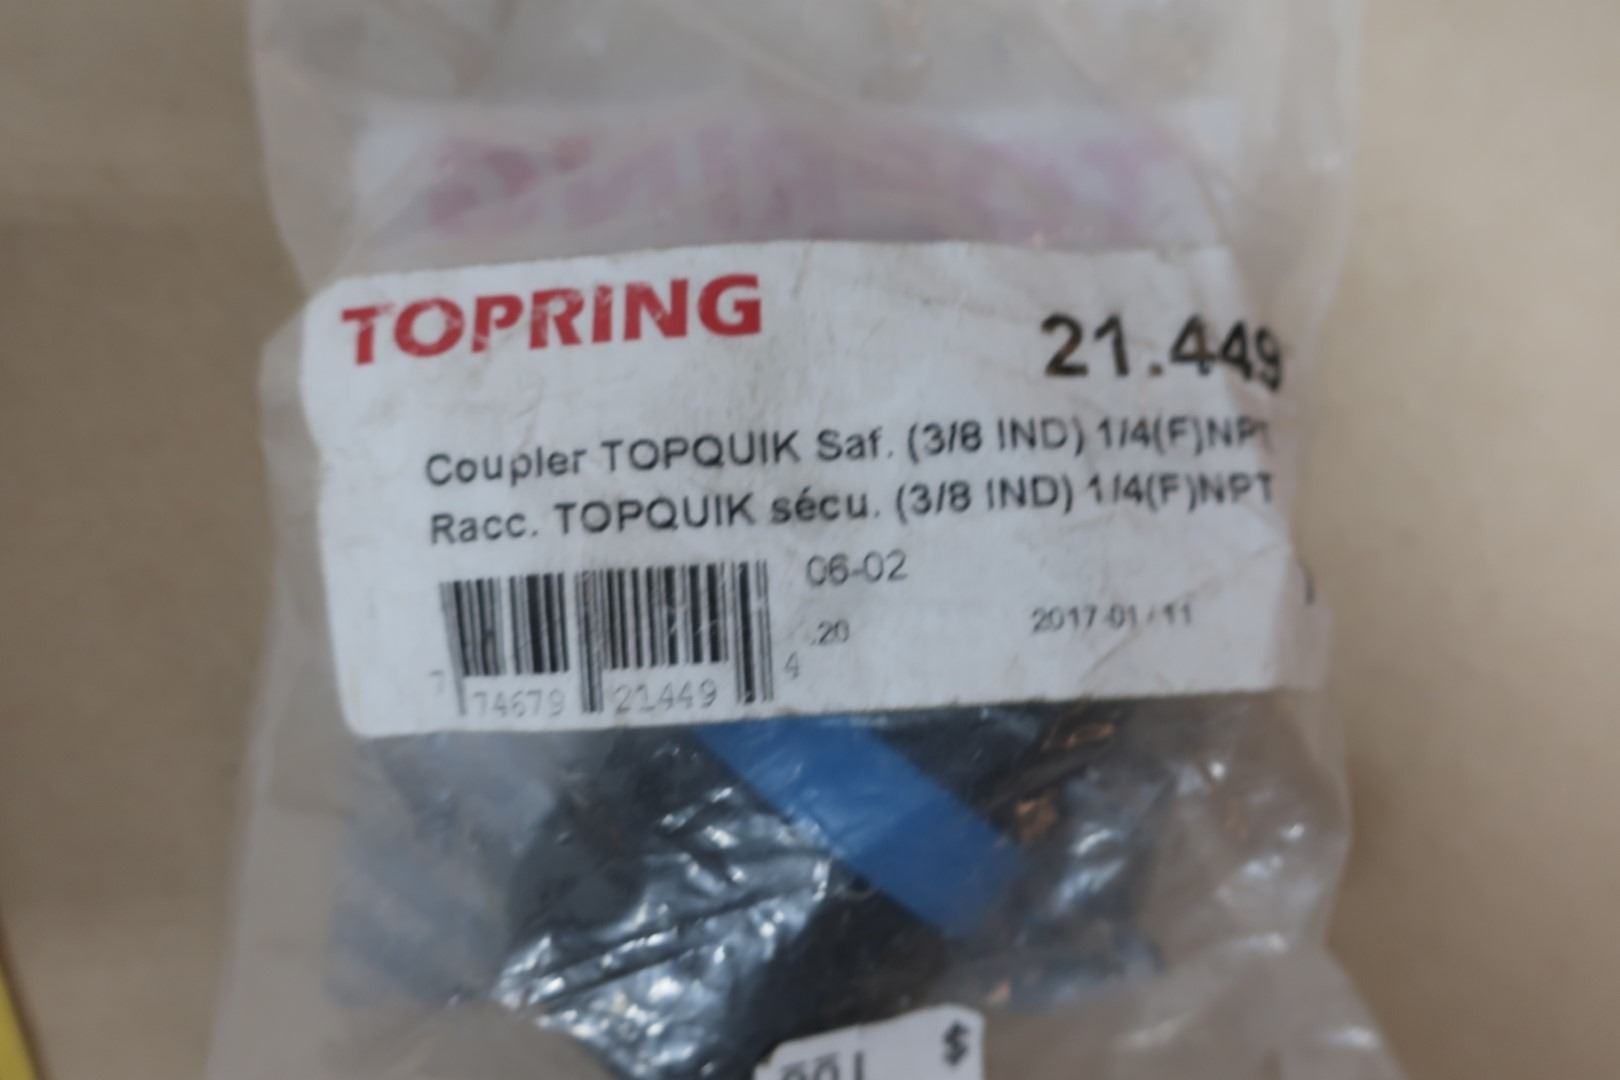 TOPRING
21.449
Coupler TOPQUIK Saf. (3/8 IND) 1/4(F)NPT
Racc. TOPQUIK sécu. (3/8 IND) 1/4(F)NPT
06-02
.20
2017-01-11
7 74679 21449 4
$